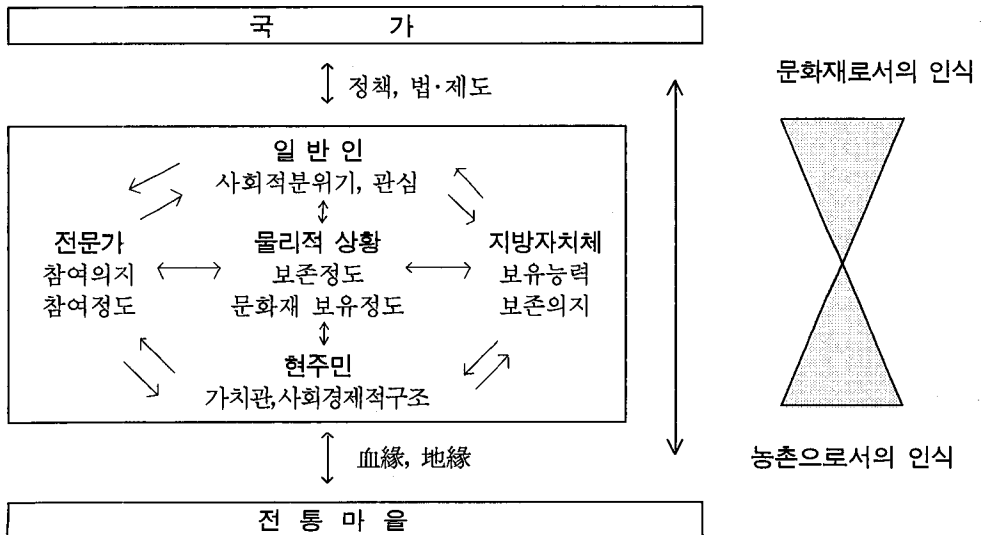 국 가
정책, 법·제도
문화재로서의 인식
일 반 인
사회적분위기, 관심
전문가
참여의지
참여정도
물리적 상황
보존정도
문화재 보유정도
지방자치체
보유능력
보존의지
현주민
가치관,사회경제적구조
血緣, 地緣
농촌으로서의 인식
전 통 마 을